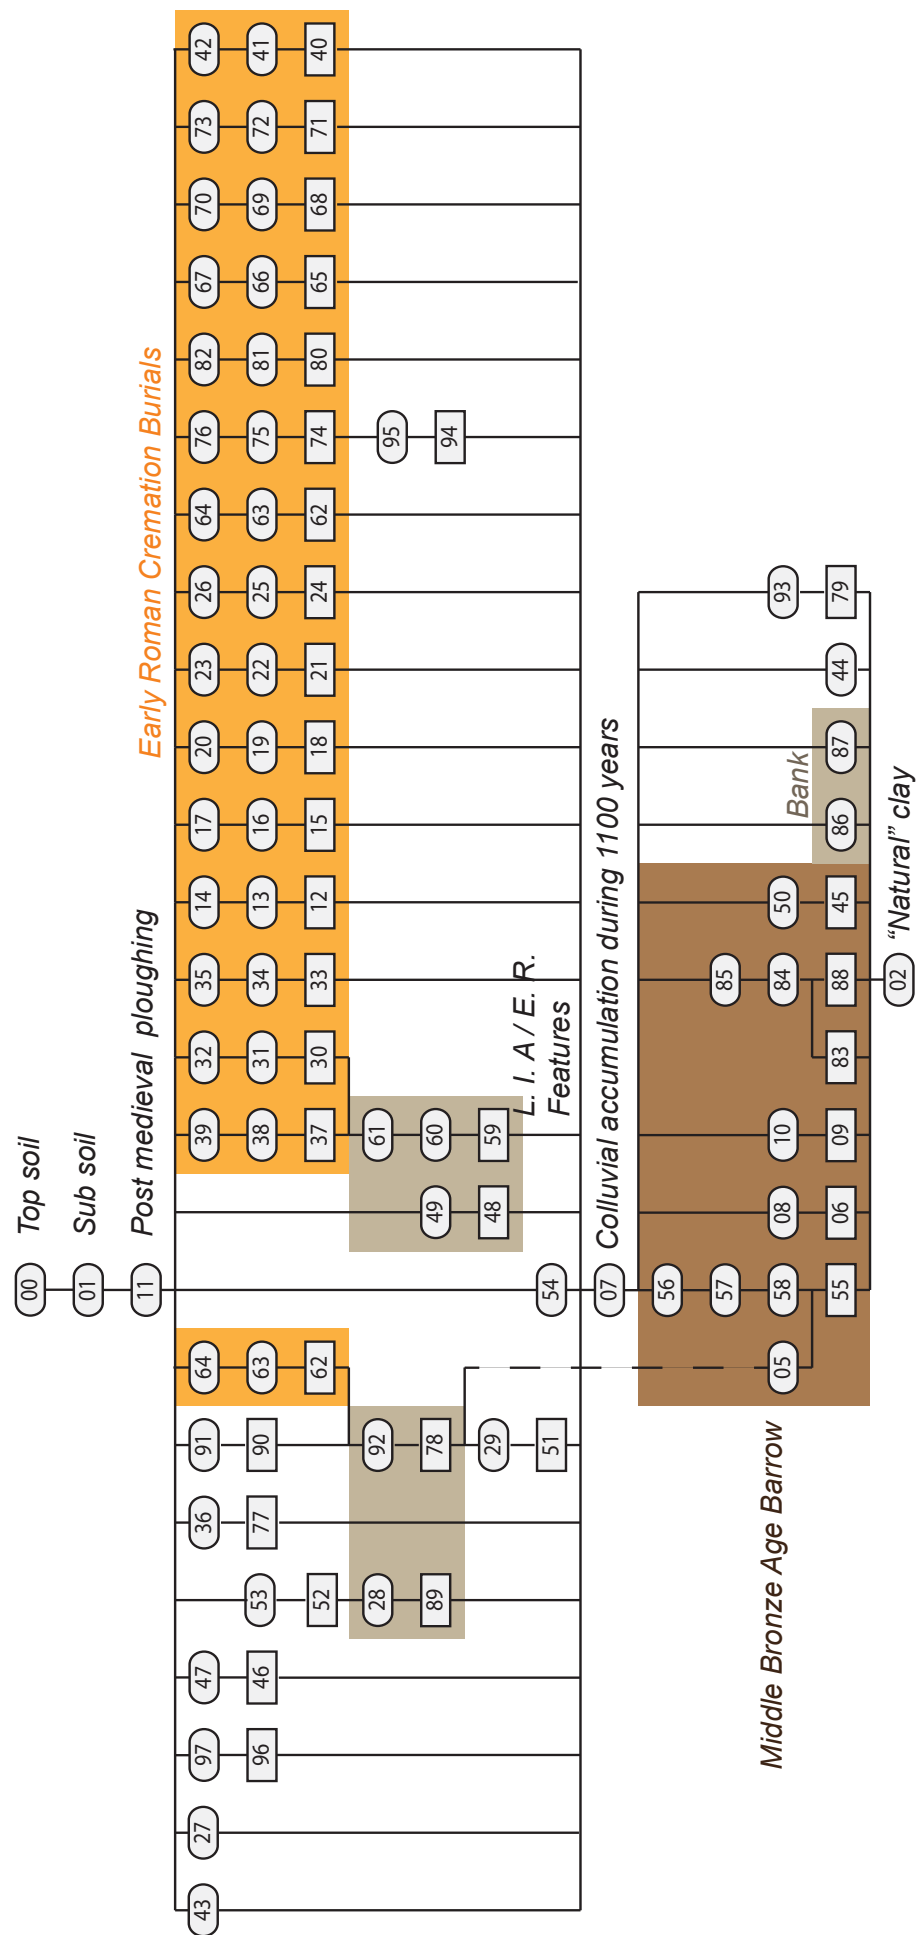 00 Top soil
01 Sub soil
11 Post medieval ploughing
Early Roman Cremation Burials
43 27 97 47 36 91 64 39 32 35 14 17 20 23 26 64 76 82 67 70 73 42
96 46 53 77 90 63 38 31 34 13 16 19 22 25 63 75 81 66 69 72 41
52 62 37 30 33 12 15 18 21 24 62 74 80 65 68 71 40
28 92 61 95
89 78 49 60 94
29 48 59
L. I. A / E. R.
51 54 Features
07 Colluvial accumulation during 1100 years
56
57 85
Middle Bronze Age Barrow 05 58 08 10 84 50 93
Bank
55 06 09 83 88 45 86 87 44 79
02 “Natural” clay